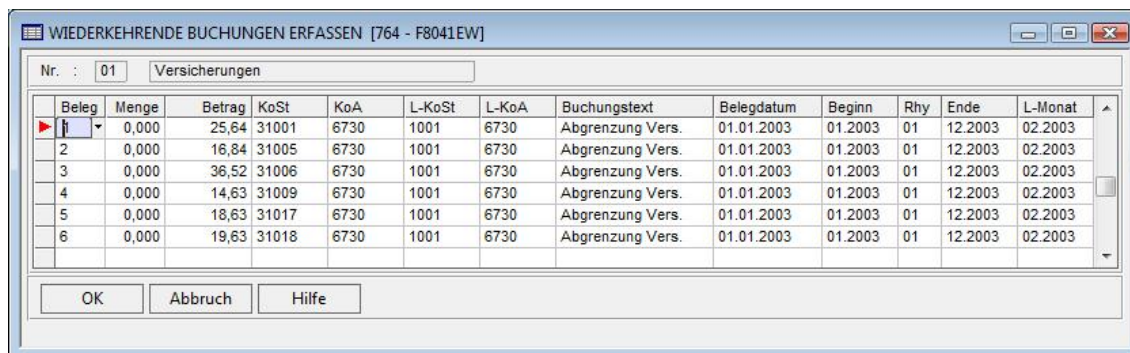 WIEDERKEHRENDE BUCHUNGEN ERFASSEN [764 - F8041EW]
Nr. : 01 Versicherungen
Beleg Menge Betrag KoSt KoA L-KoSt L-KoA Buchungstext Belegdatum Beginn Rhy Ende L-Monat
1 0,000 25,64 31001 6730 1001 6730 Abgrenzung Vers. 01.01.2003 01.2003 01 12.2003 02.2003
2 0,000 16,84 31005 6730 1001 6730 Abgrenzung Vers. 01.01.2003 01.2003 01 12.2003 02.2003
3 0,000 36,52 31006 6730 1001 6730 Abgrenzung Vers. 01.01.2003 01.2003 01 12.2003 02.2003
4 0,000 14,63 31009 6730 1001 6730 Abgrenzung Vers. 01.01.2003 01.2003 01 12.2003 02.2003
5 0,000 18,63 31017 6730 1001 6730 Abgrenzung Vers. 01.01.2003 01.2003 01 12.2003 02.2003
6 0,000 19,63 31018 6730 1001 6730 Abgrenzung Vers. 01.01.2003 01.2003 01 12.2003 02.2003
OK Abbruch Hilfe